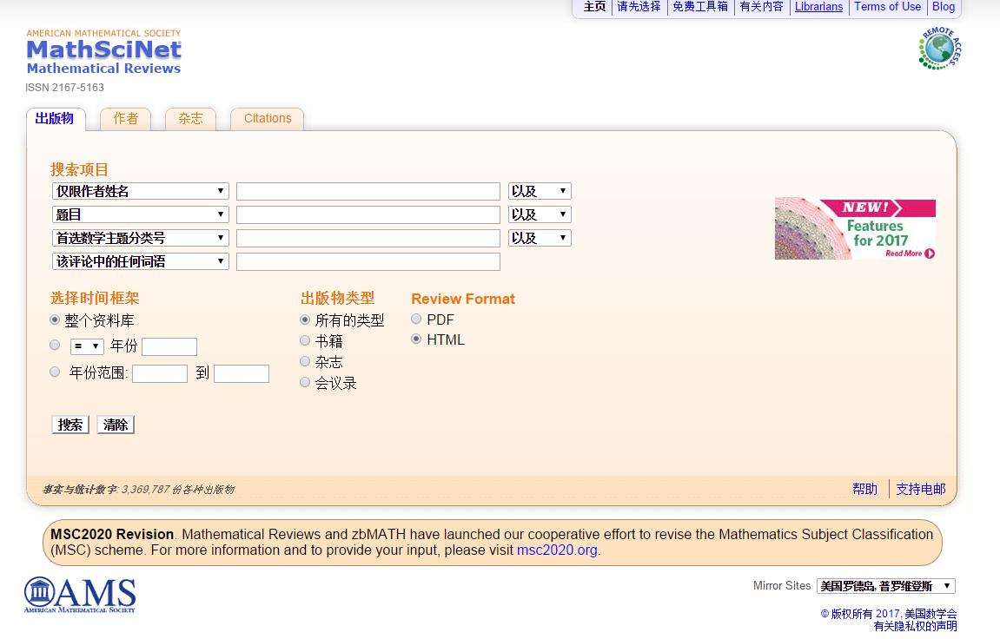 主页 请先选择 免费工具箱 有关内容 Librarians Terms of Use Blog
AMERICAN MATHEMATICAL SOCIETY
MathSciNet
Mathematical Reviews
ISSN 2167-5163
REMOTE ACCESS
出版物 作者 杂志 Citations
搜索项目
仅限作者姓名 以及
题目 以及
首选数学主题分类号 以及
该评论中的任何词语
NEW!
Features
for 2017
Read More
选择时间框架 出版物类型 Review Format
整个资料库 所有的类型 PDF
= 年份 书籍 HTML
年份范围: 到 杂志
会议录
搜索 清除
事实与统计数字: 3,369,787 份各种出版物 帮助 支持电邮
MSC2020 Revision. Mathematical Reviews and zbMATH have launched our cooperative effort to revise the Mathematics Subject Classification
(MSC) scheme. For more information and to provide your input, please visit msc2020.org.
AMS
AMERICAN MATHEMATICAL SOCIETY
Mirror Sites 美国罗德岛, 普罗维登斯
© 版权所有 2017, 美国数学会
有关隐私权的声明